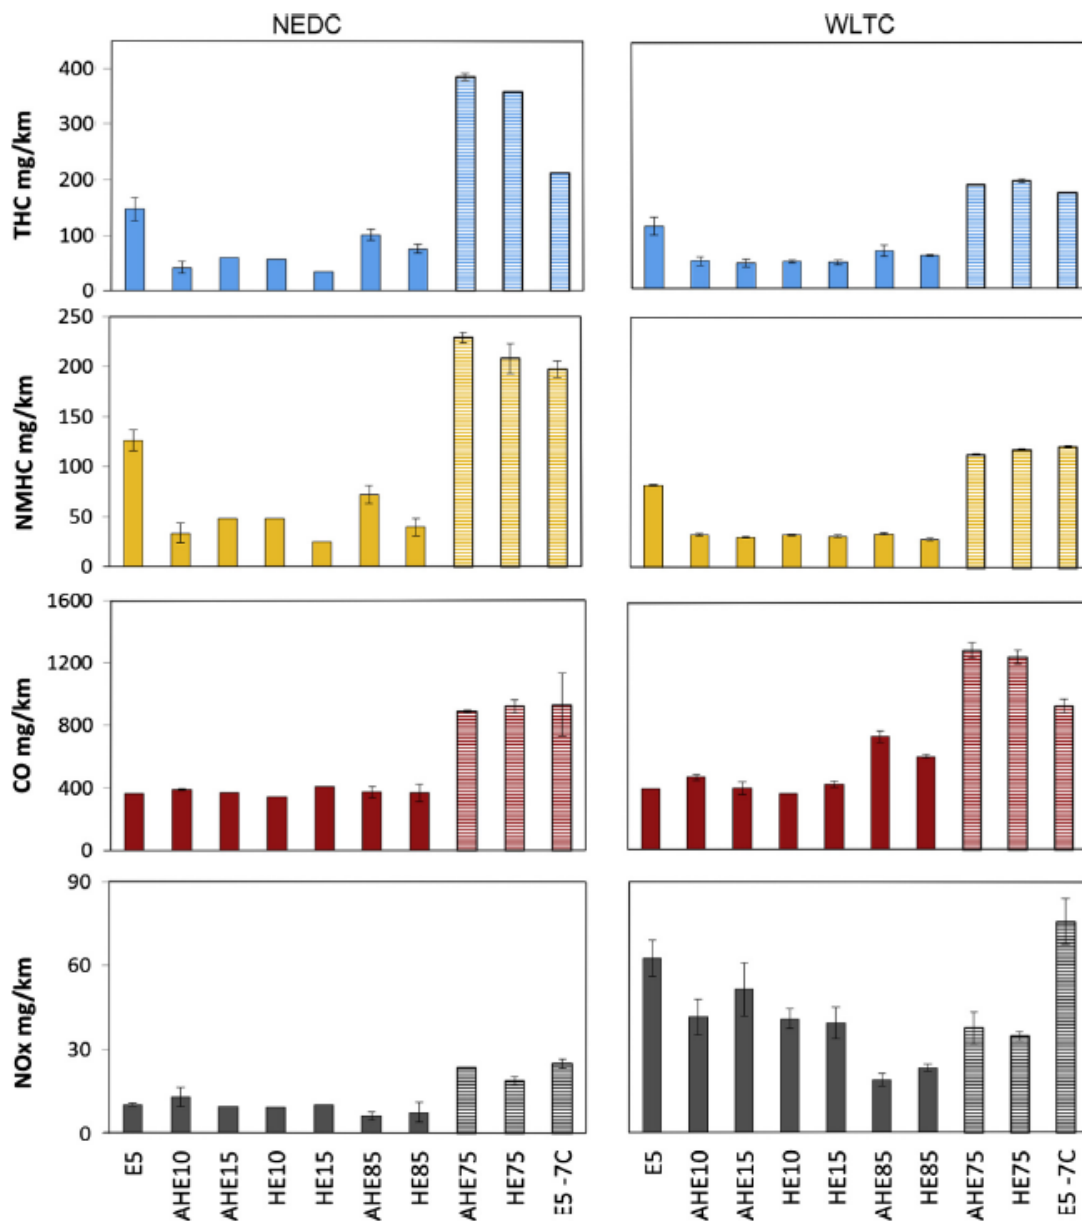 NEDC
WLTC
THC mg/km
400
300
200
100
0
NMHC mg/km
250
200
150
100
50
0
CO mg/km
1600
1200
800
400
0
NOx mg/km
90
60
30
0
E5
AHE10
AHE15
HE10
HE15
AHE85
HE85
AHE75
HE75
E5 -7C
E5
AHE10
AHE15
HE10
HE15
AHE85
HE85
AHE75
HE75
E5 -7C